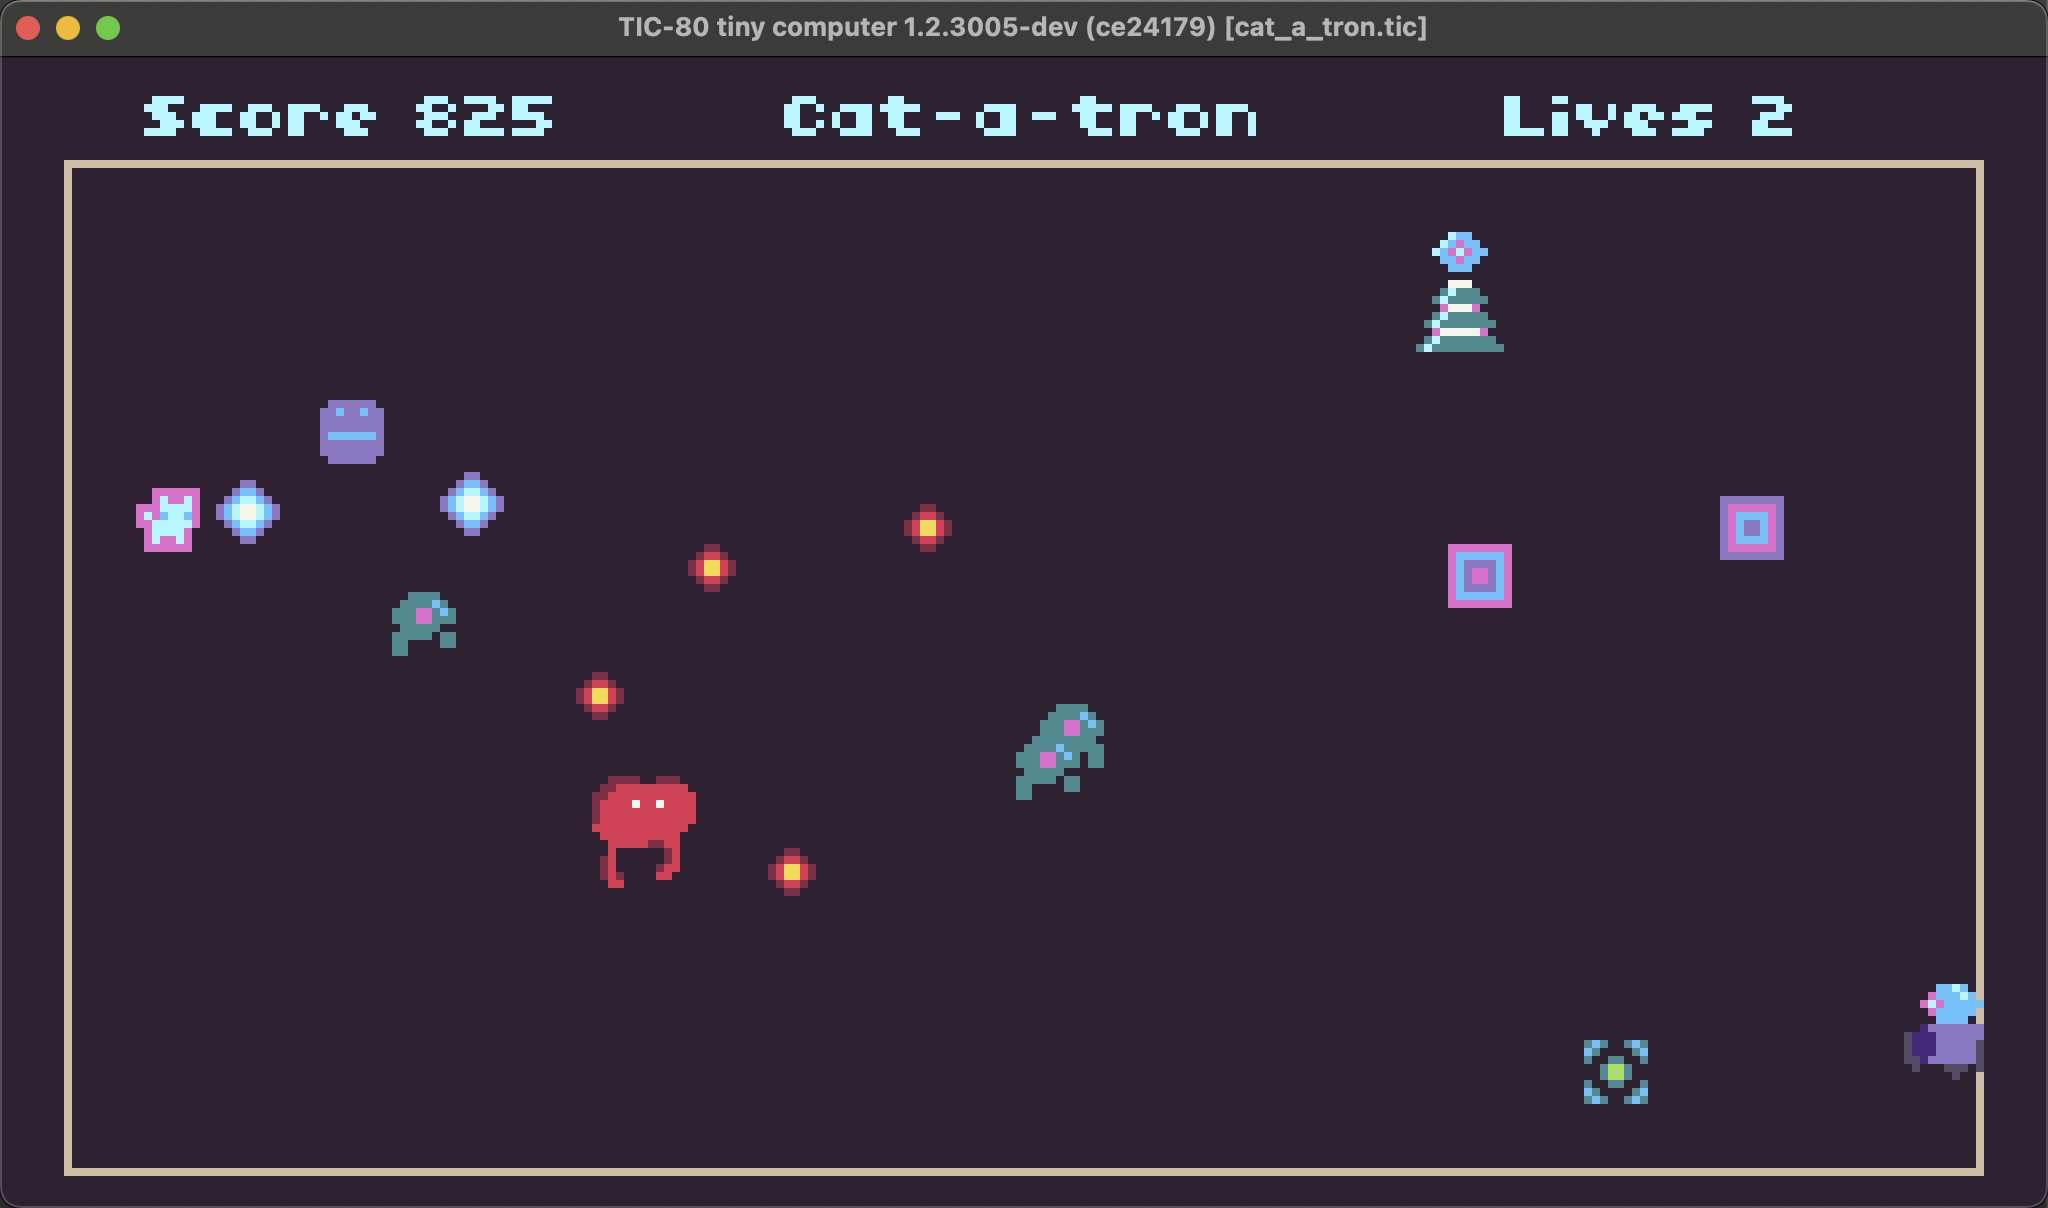 TIC-80 tiny computer 1.2.3005-dev (ce24179) [cat_a_tron.tic]
Score 825 Cat-a-tron Lives 2